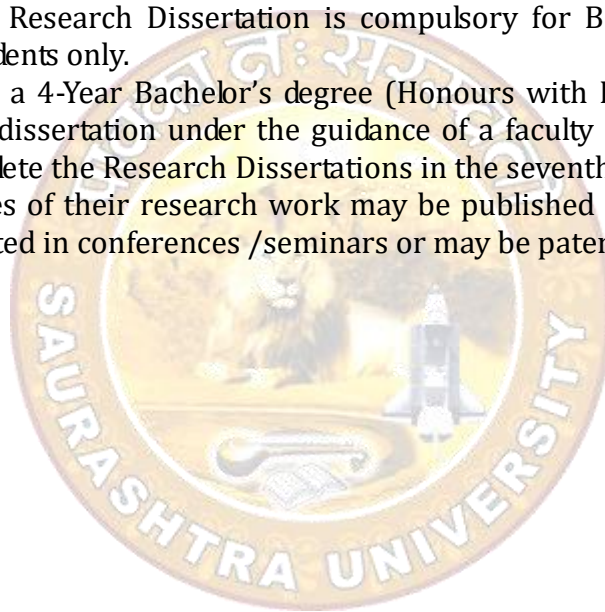 Research Dissertation is compulsory for B
dents only.
a 4-Year Bachelor's degree (Honours with
dissertation under the guidance of a faculty
lete the Research Dissertations in the seventh
es of their research work may be published
ted in conferences /seminars or may be paten
SAURASHTRA UNIVERSITY